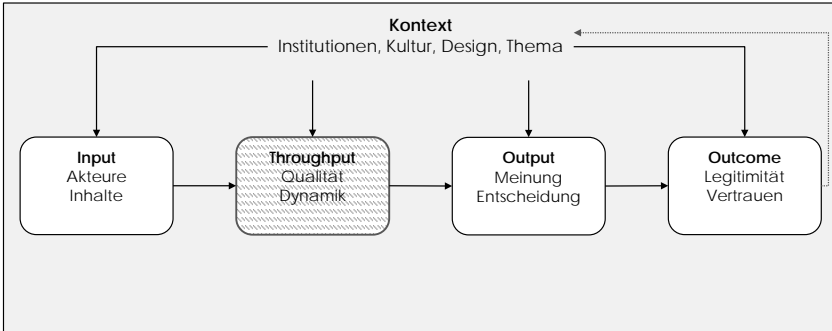 Kontext
Institutionen, Kultur, Design, Thema
Input
Akteure
Inhalte
Throughput
Qualität
Dynamik
Output
Meinung
Entscheidung
Outcome
Legitimität
Vertrauen